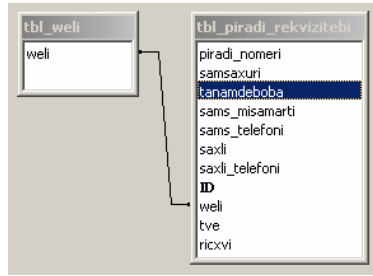 tbl_weli
weli
tbl_piradi_rekvizitebi
piradi_nomeri
samsaxuri
tanamdeboba
sams_misamarti
sams_telefoni
saxli
saxli_telefoni
ID
weli
tve
ricxvi